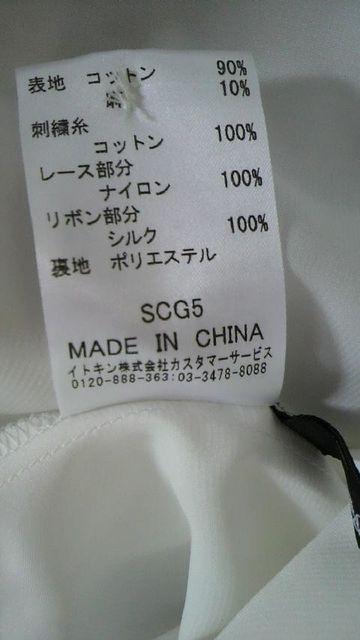 表地 コットン 90%
10%
刺繍糸
コットン 100%
レース部分
ナイロン 100%
リボン部分
シルク 100%
裏地 ポリエステル
SCG5
MADE IN CHINA
イトキン株式会社カスタマーサービス
0120-888-363:03-3478-8088